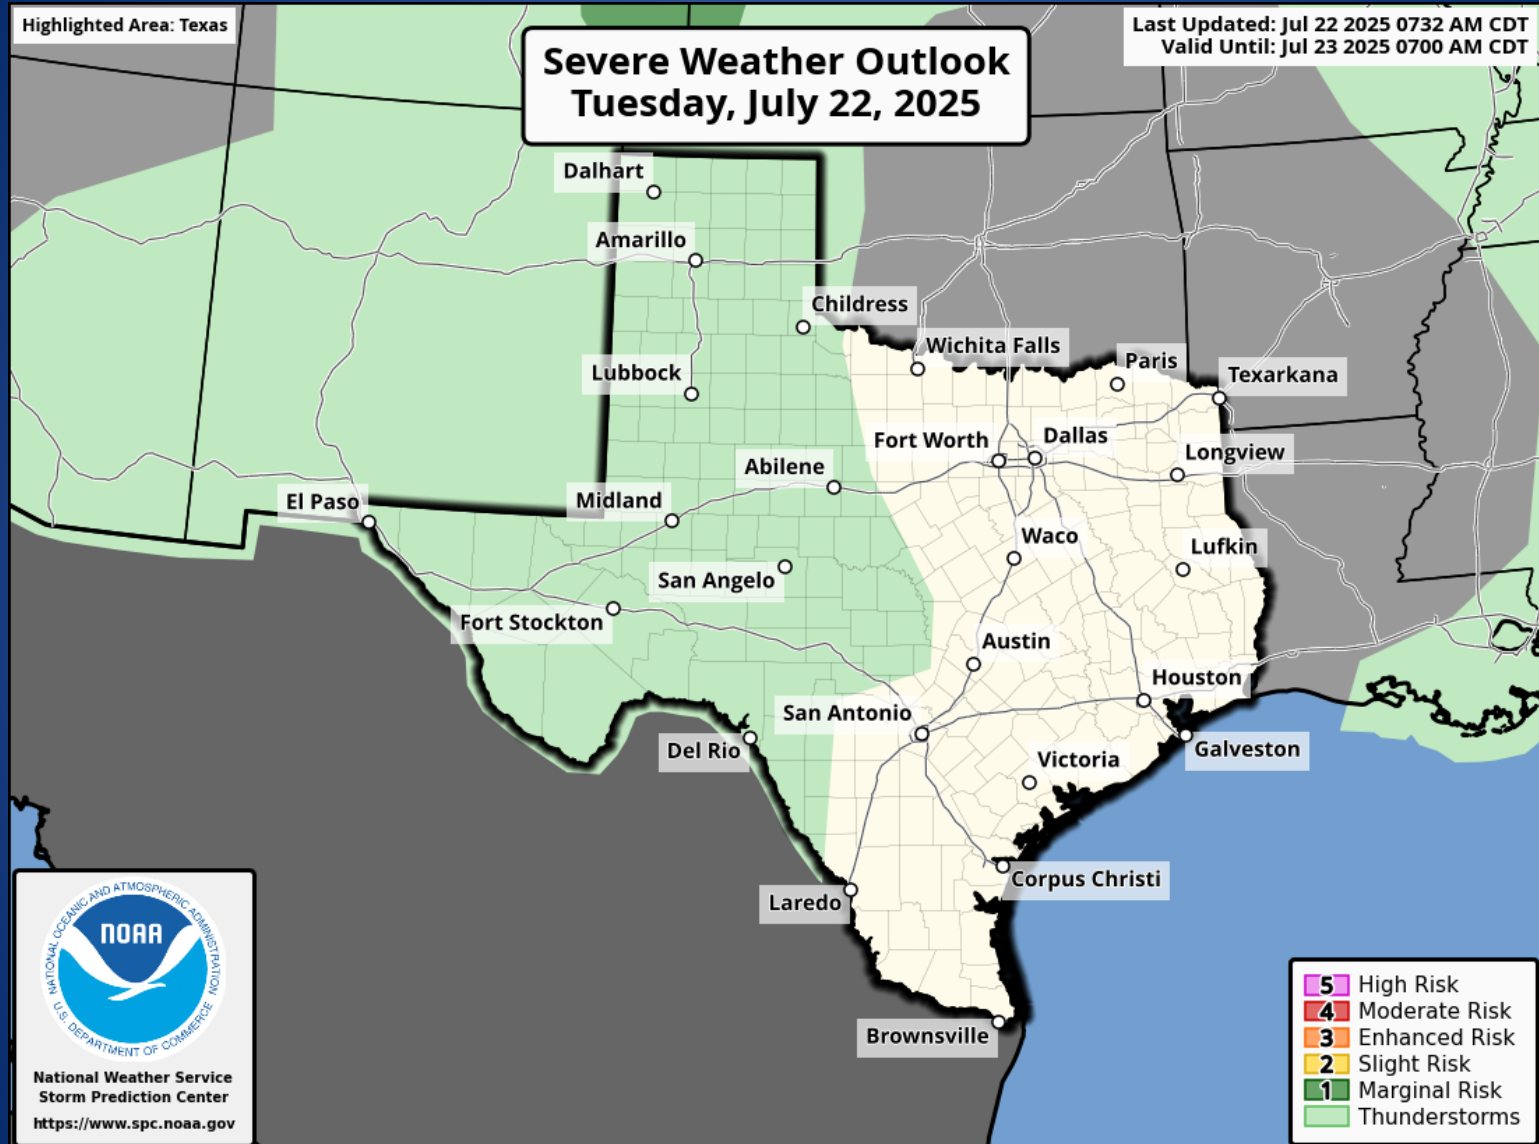 Highlighted Area: Texas
Severe Weather Outlook
Tuesday, July 22, 2025
Last Updated: Jul 22 2025 0732 AM CDT
Valid Until: Jul 23 2025 0700 AM CDT
Dalhart
Amarillo
Childress
Wichita Falls
Paris
Texarkana
Lubbock
Fort Worth
Dallas
Longview
Abilene
El Paso
Midland
Waco
Lufkin
San Angelo
Fort Stockton
Austin
Houston
San Antonio
Del Rio
Galveston
Victoria
Corpus Christi
Laredo
Brownsville
NATIONAL OCEANIC AND ATMOSPHERIC ADMINISTRATION
NOAA
U.S. DEPARTMENT OF COMMERCE
National Weather Service
Storm Prediction Center
https://www.spc.noaa.gov
5 High Risk
4 Moderate Risk
3 Enhanced Risk
2 Slight Risk
1 Marginal Risk
Thunderstorms